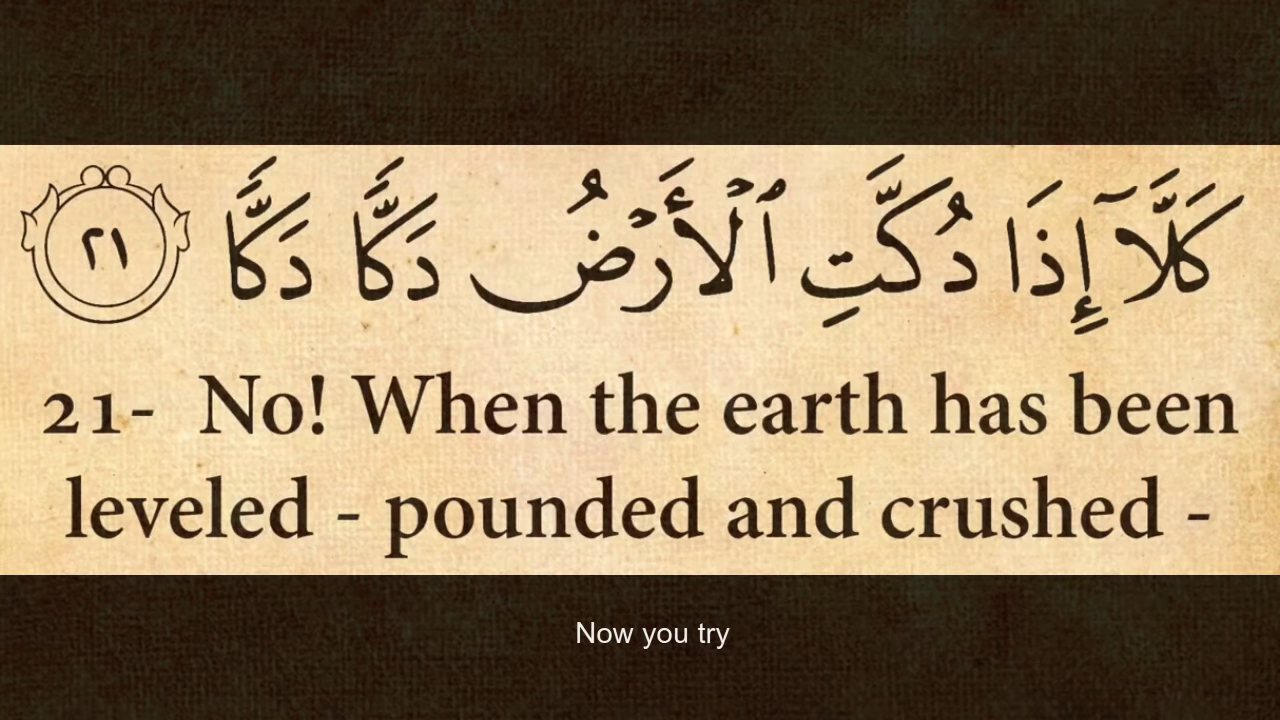 كَلَّآ إِذَا دُكَّتِ ٱلۡأَرۡضُ دَكَّٗا دَكَّٗا ٢١
21- No! When the earth has been
leveled - pounded and crushed -
Now you try